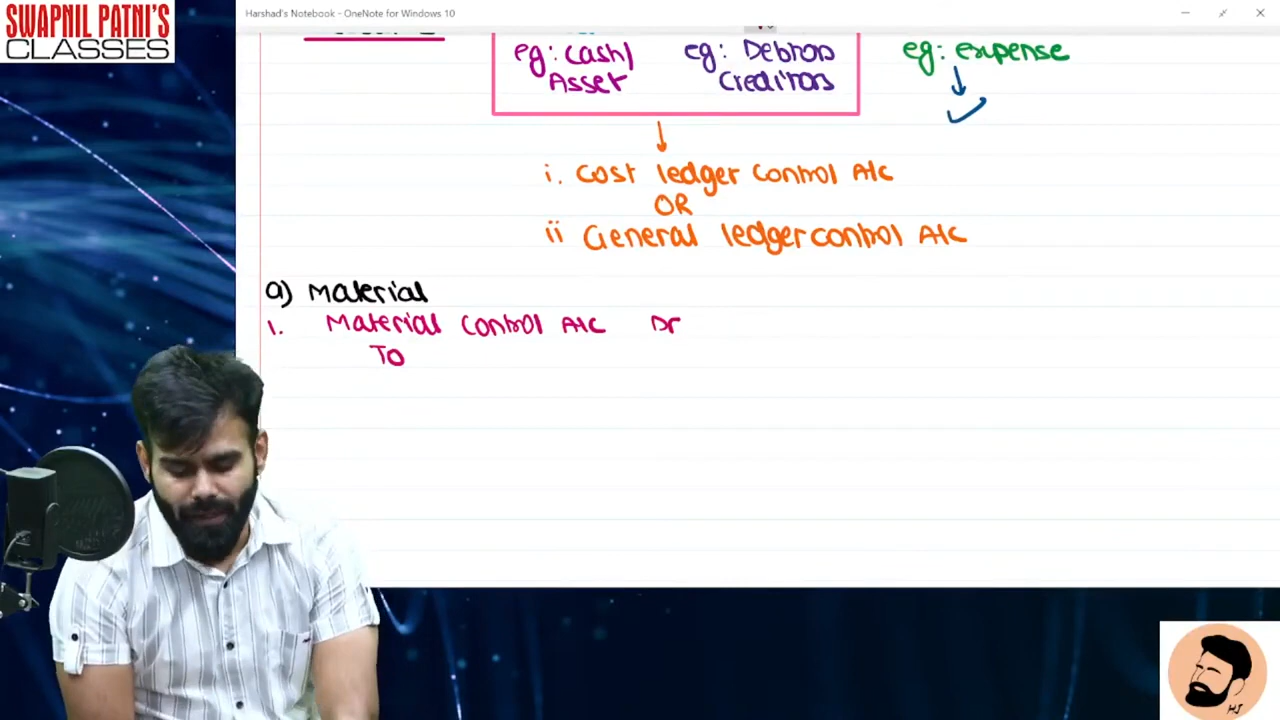 SWAPNIL PATNI'S
CLASSES
Harshad's Notebook - OneNote for Windows 10
eg: Cash/
Asset
eg: Debtors
Creditors
eg: expense
i. Cost ledger Control A/c
OR
ii General ledger control A/c
a) Material
1. Material Control A/c Dr
To
HJ